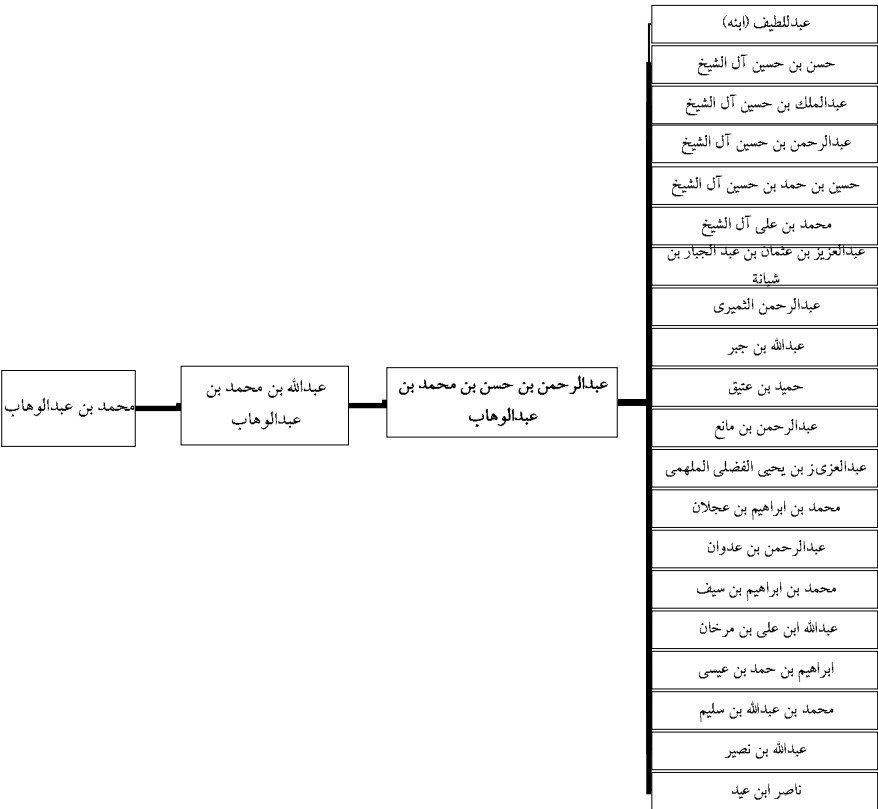 عبدللطيف (ابنه)
حسن بن حسين آل الشيخ
عبدالملك بن حسين آل الشيخ
عبدالرحمن بن حسين آل الشيخ
حسين بن حمد بن حسين آل الشيخ
محمد بن على آل الشيخ
عبدالعزيز بن عثمان بن عبد الجبار بن
شبانة
عبدالرحمن الثميرى
عبدالله بن جبر
حميد بن عتيق
عبدالرحمن بن مانع
عبدالعزىز بن يحيى الفضلى الملهمى
محمد بن ابراهيم بن عجلان
عبدالرحمن بن عدوان
محمد بن ابراهيم بن سيف
عبدالله ابن على بن مرخان
ابراهيم بن حمد بن عيسى
محمد بن عبدالله بن سليم
عبدالله بن نصير
ناصر ابن عيد
عبدالرحمن بن حسن بن محمد بن
عبدالوهاب
عبدالله بن محمد بن
عبدالوهاب
محمد بن عبدالوهاب